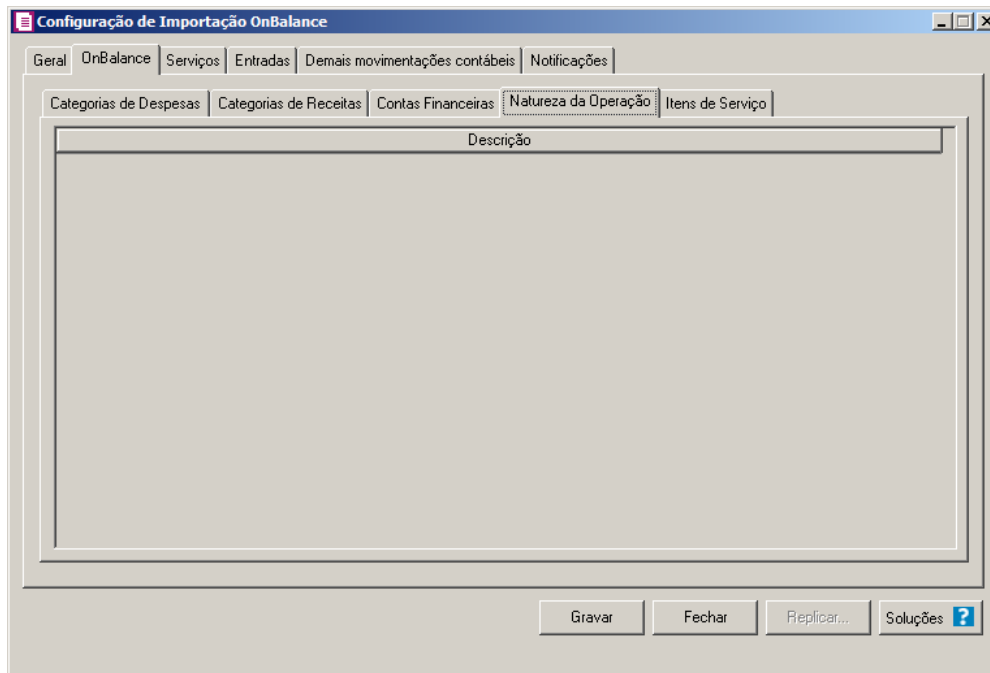 Configuração de Importação OnBalance
Geral OnBalance Serviços Entradas Demais movimentações contábeis Notificações
Categorias de Despesas Categorias de Receitas Contas Financeiras Natureza da Operação Itens de Serviço
Descrição
Gravar Fechar Replicar... Soluções ?